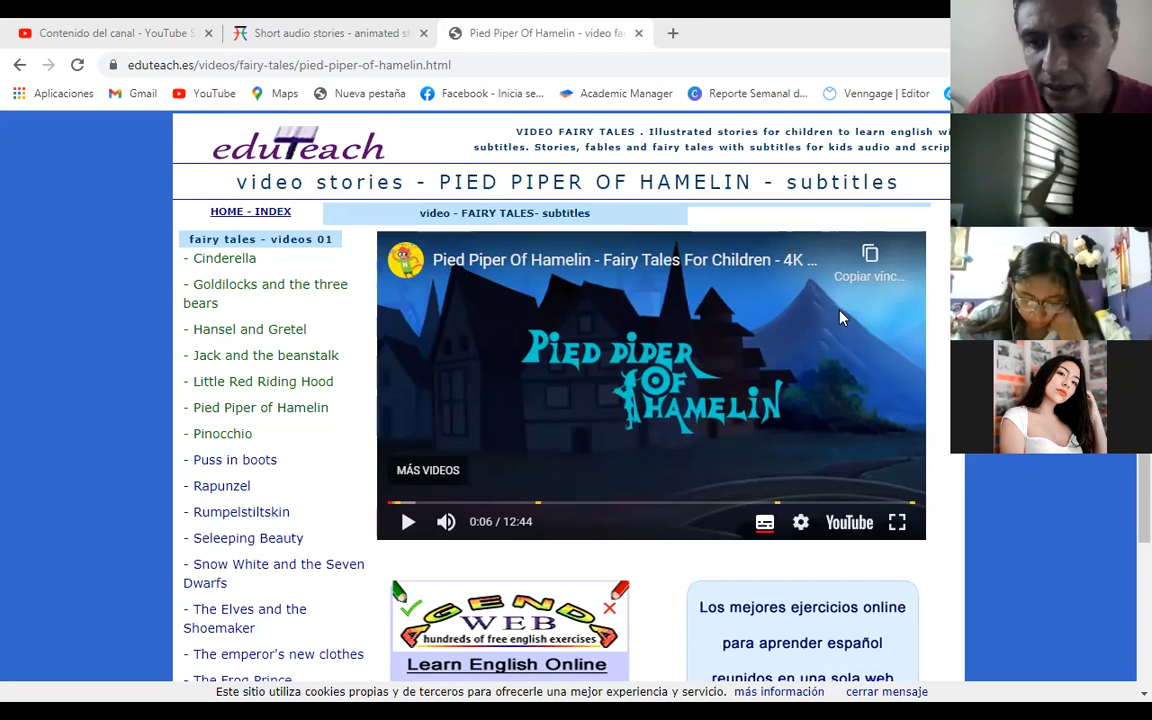 Contenido del canal - YouTube S
Short audio stories - animated st
Pied Piper Of Hamelin - video fa
eduteach.es/videos/fairy-tales/pied-piper-of-hamelin.html
Aplicaciones
Gmail
YouTube
Maps
Nueva pestaña
Facebook - Inicia se...
Academic Manager
Reporte Semanal d...
Venngage | Editor
eduTeach
VIDEO FAIRY TALES . Illustrated stories for children to learn english wi
subtitles. Stories, fables and fairy tales with subtitles for kids audio and scrip
video stories - PIED PIPER OF HAMELIN - subtitles
HOME - INDEX
video - FAIRY TALES- subtitles
fairy tales - videos 01
- Cinderella
- Goldilocks and the three
bears
- Hansel and Gretel
- Jack and the beanstalk
- Little Red Riding Hood
- Pied Piper of Hamelin
- Pinocchio
- Puss in boots
- Rapunzel
- Rumpelstiltskin
- Seleeping Beauty
- Snow White and the Seven
Dwarfs
- The Elves and the
Shoemaker
- The emperor's new clothes
- The Frog Prince
Pied Piper Of Hamelin - Fairy Tales For Children - 4K ...
Copiar vínc...
PIED PIPER
OF
HAMELIN
MÁS VIDEOS
0:06 / 12:44
YouTube
AGENDA
WEB
hundreds of free english exercises
Learn English Online
Los mejores ejercicios online
para aprender español
reunidos en una sola web
Este sitio utiliza cookies propias y de terceros para ofrecerle una mejor experiencia y servicio. más información cerrar mensaje